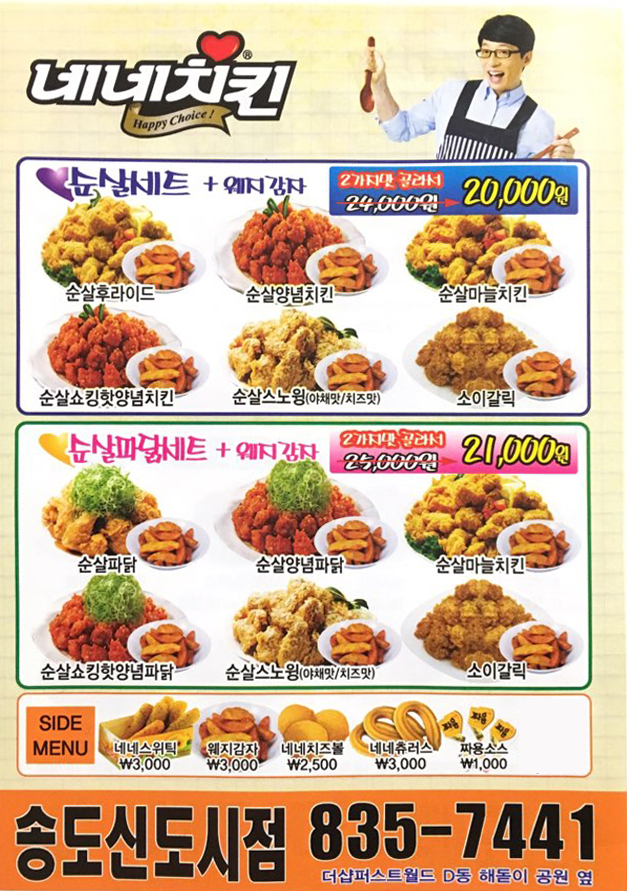 네네치킨®
Happy Choice!
순살세트 + 웨지감자
2가지맛 골라서
24,000원 20,000원
순살후라이드 순살양념치킨 순살마늘치킨
순살쇼킹핫양념치킨 순살스노윙(야채맛/치즈맛) 소이갈릭
순살파닭세트 + 웨지감자
2가지맛 골라서
25,000원 21,000원
순살파닭 순살양념파닭 순살마늘치킨
순살쇼킹핫양념파닭 순살스노윙(야채맛/치즈맛) 소이갈릭
SIDE
MENU
네네스위틱 웨지감자 네네치즈볼 네네츄러스 짜용소스
₩3,000 ₩3,000 ₩2,500 ₩3,000 ₩1,000
짜용 짜용 짜용
송도신도시점 835-7441
더샵퍼스트월드 D동 해돋이 공원 옆